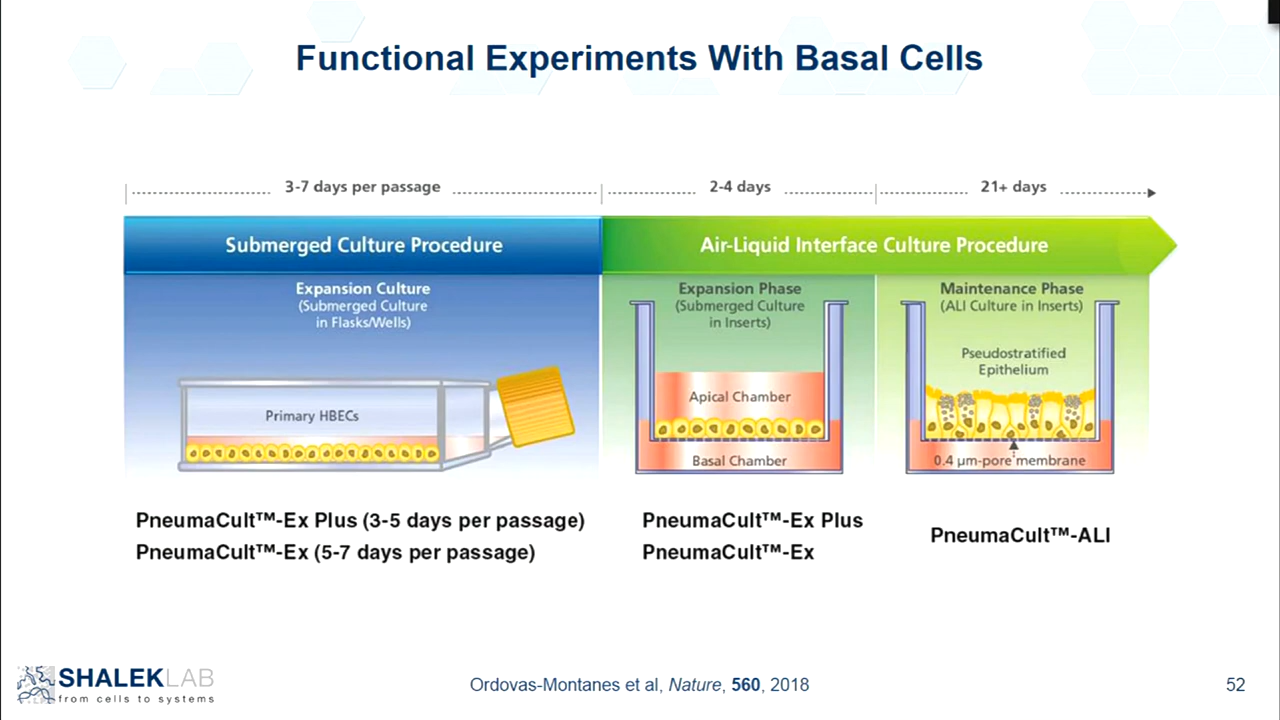 Functional Experiments With Basal Cells
3-7 days per passage
2-4 days
21+ days
Submerged Culture Procedure
Air-Liquid Interface Culture Procedure
Expansion Culture
(Submerged Culture
in Flasks/Wells)
Primary HBECs
Expansion Phase
(Submerged Culture
in Inserts)
Apical Chamber
Basal Chamber
Maintenance Phase
(ALI Culture in Inserts)
Pseudostratified
Epithelium
0.4 µm-pore membrane
PneumaCult™-Ex Plus (3-5 days per passage)
PneumaCult™-Ex (5-7 days per passage)
PneumaCult™-Ex Plus
PneumaCult™-Ex
PneumaCult™-ALI
SHALEKLAB
from cells to systems
Ordovas-Montanes et al, Nature, 560, 2018
52